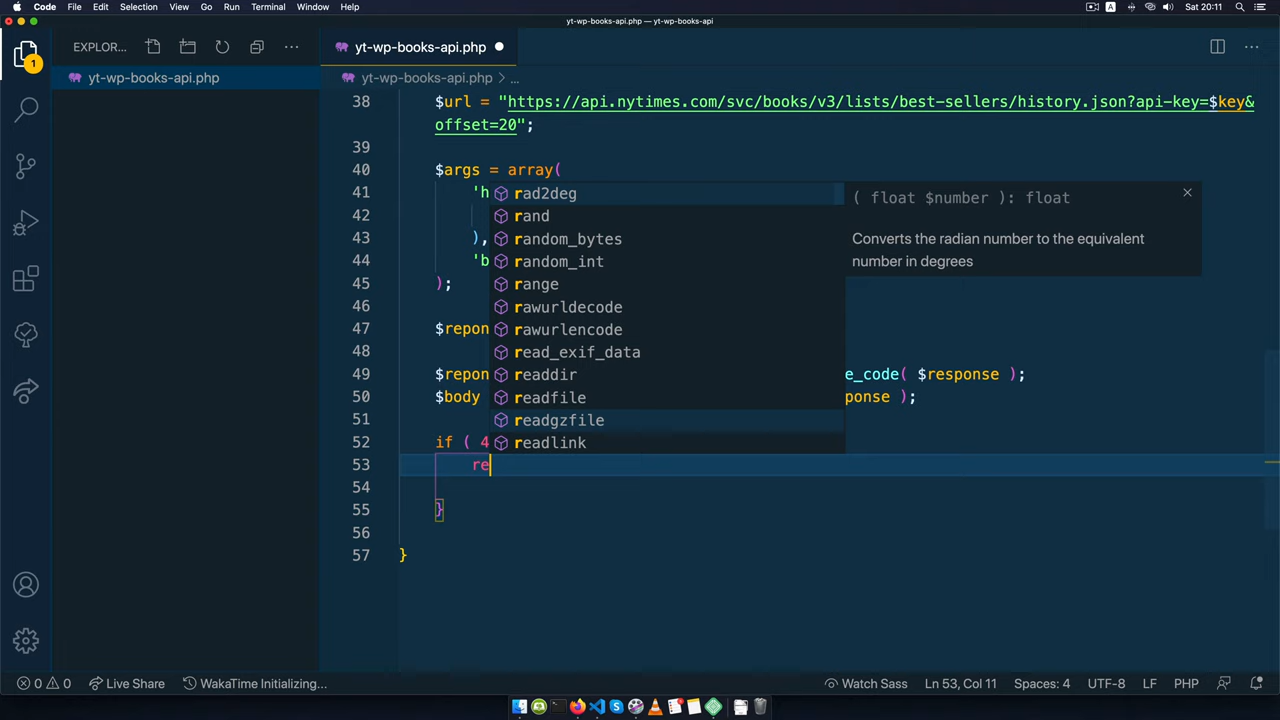 Code File Edit Selection View Go Run Terminal Window Help
A Sat 20:11
yt-wp-books-api.php — yt-wp-books-api
EXPLOR...
yt-wp-books-api.php
1
yt-wp-books-api.php
yt-wp-books-api.php > ...
38 $url = "https://api.nytimes.com/svc/books/v3/lists/best-sellers/history.json?api-key=$key&
offset=20";
39
40 $args = array(
41 'h
42
43 ),
44 'b
45 );
46
47 $repon
48
49 $repon e_code( $response );
50 $body ponse );
51
52 if ( 4
53 re
54
55 }
56
57 }
rad2deg
rand
random_bytes
random_int
range
rawurldecode
rawurlencode
read_exif_data
readdir
readfile
readgzfile
readlink
( float $number ): float
Converts the radian number to the equivalent
number in degrees
0 0 Live Share WakaTime Initializing... Watch Sass Ln 53, Col 11 Spaces: 4 UTF-8 LF PHP